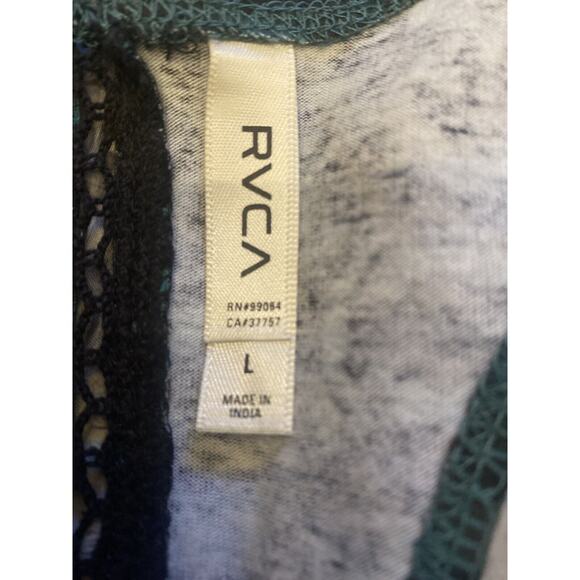 RVCA
RN#99064
CA#37757
L
MADE IN
INDIA